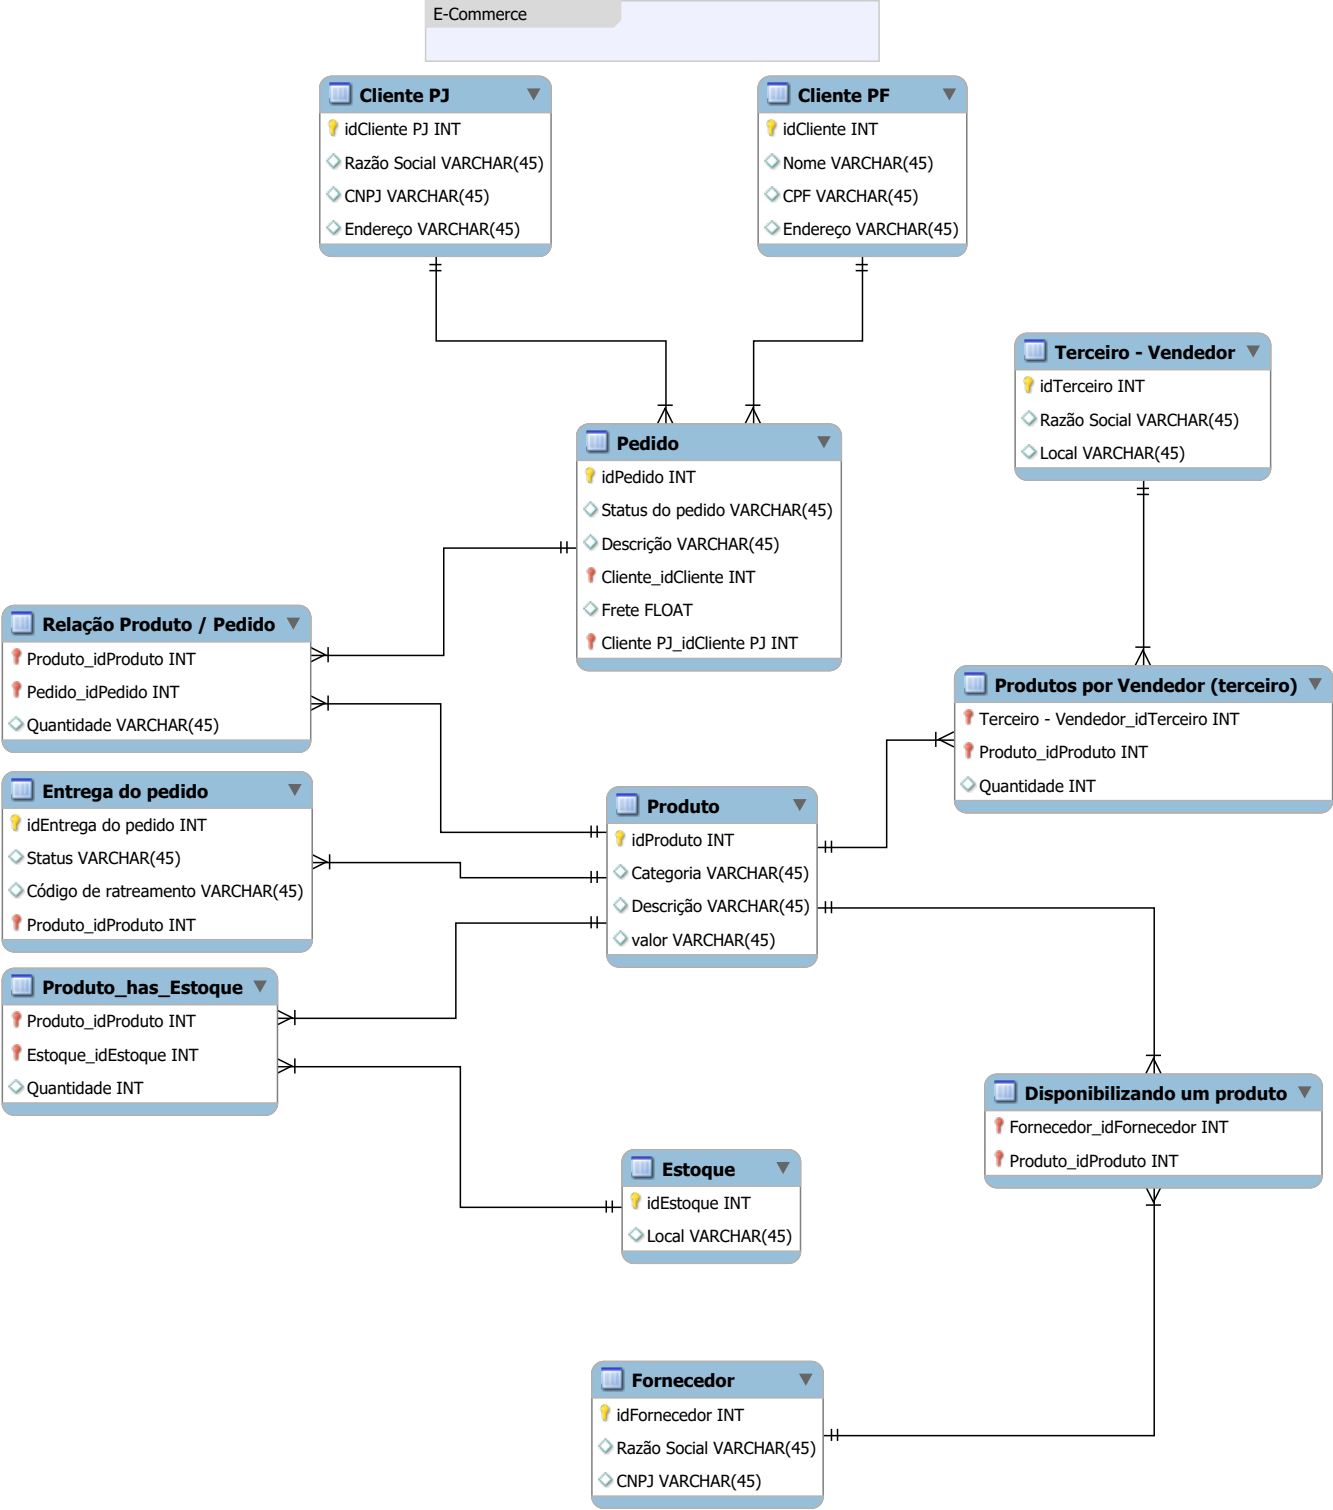 E-Commerce
Cliente PJ
idCliente PJ INT
Razão Social VARCHAR(45)
CNPJ VARCHAR(45)
Endereço VARCHAR(45)
Cliente PF
idCliente INT
Nome VARCHAR(45)
CPF VARCHAR(45)
Endereço VARCHAR(45)
Terceiro - Vendedor
idTerceiro INT
Razão Social VARCHAR(45)
Local VARCHAR(45)
Pedido
idPedido INT
Status do pedido VARCHAR(45)
Descrição VARCHAR(45)
Cliente_idCliente INT
Frete FLOAT
Cliente PJ_idCliente PJ INT
Relação Produto / Pedido
Produto_idProduto INT
Pedido_idPedido INT
Quantidade VARCHAR(45)
Produtos por Vendedor (terceiro)
Terceiro - Vendedor_idTerceiro INT
Produto_idProduto INT
Quantidade INT
Entrega do pedido
idEntrega do pedido INT
Status VARCHAR(45)
Código de ratreamento VARCHAR(45)
Produto_idProduto INT
Produto
idProduto INT
Categoria VARCHAR(45)
Descrição VARCHAR(45)
valor VARCHAR(45)
Produto_has_Estoque
Produto_idProduto INT
Estoque_idEstoque INT
Quantidade INT
Disponibilizando um produto
Fornecedor_idFornecedor INT
Produto_idProduto INT
Estoque
idEstoque INT
Local VARCHAR(45)
Fornecedor
idFornecedor INT
Razão Social VARCHAR(45)
CNPJ VARCHAR(45)